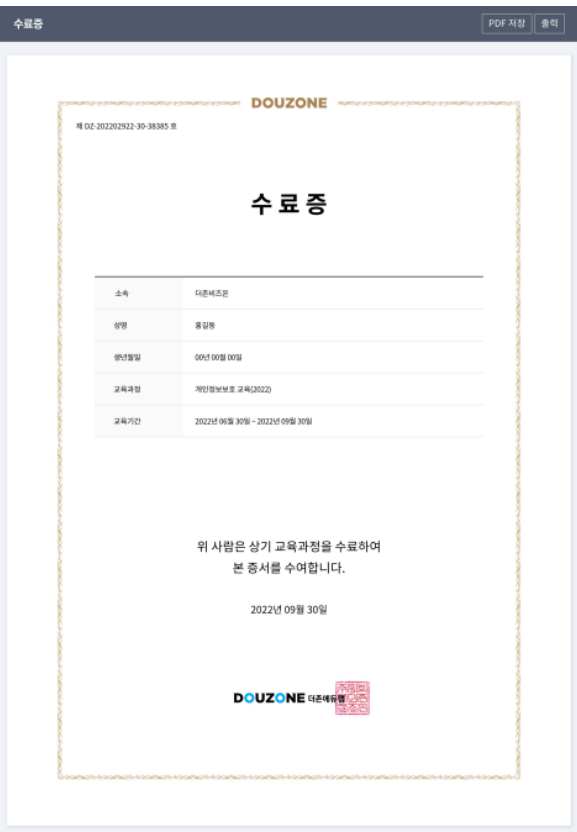 수료증
PDF 저장 출력
DOUZONE
제 DZ-202202922-30-38385 호
수 료 증
소속 더존비즈온
성명 홍길동
생년월일 00년 00월 00일
교육과정 개인정보보호 교육(2022)
교육기간 2022년 06월 30일 ~ 2022년 09월 30일
위 사람은 상기 교육과정을 수료하여
본 증서를 수여합니다.
2022년 09월 30일
DOUZONE 더존에듀캠